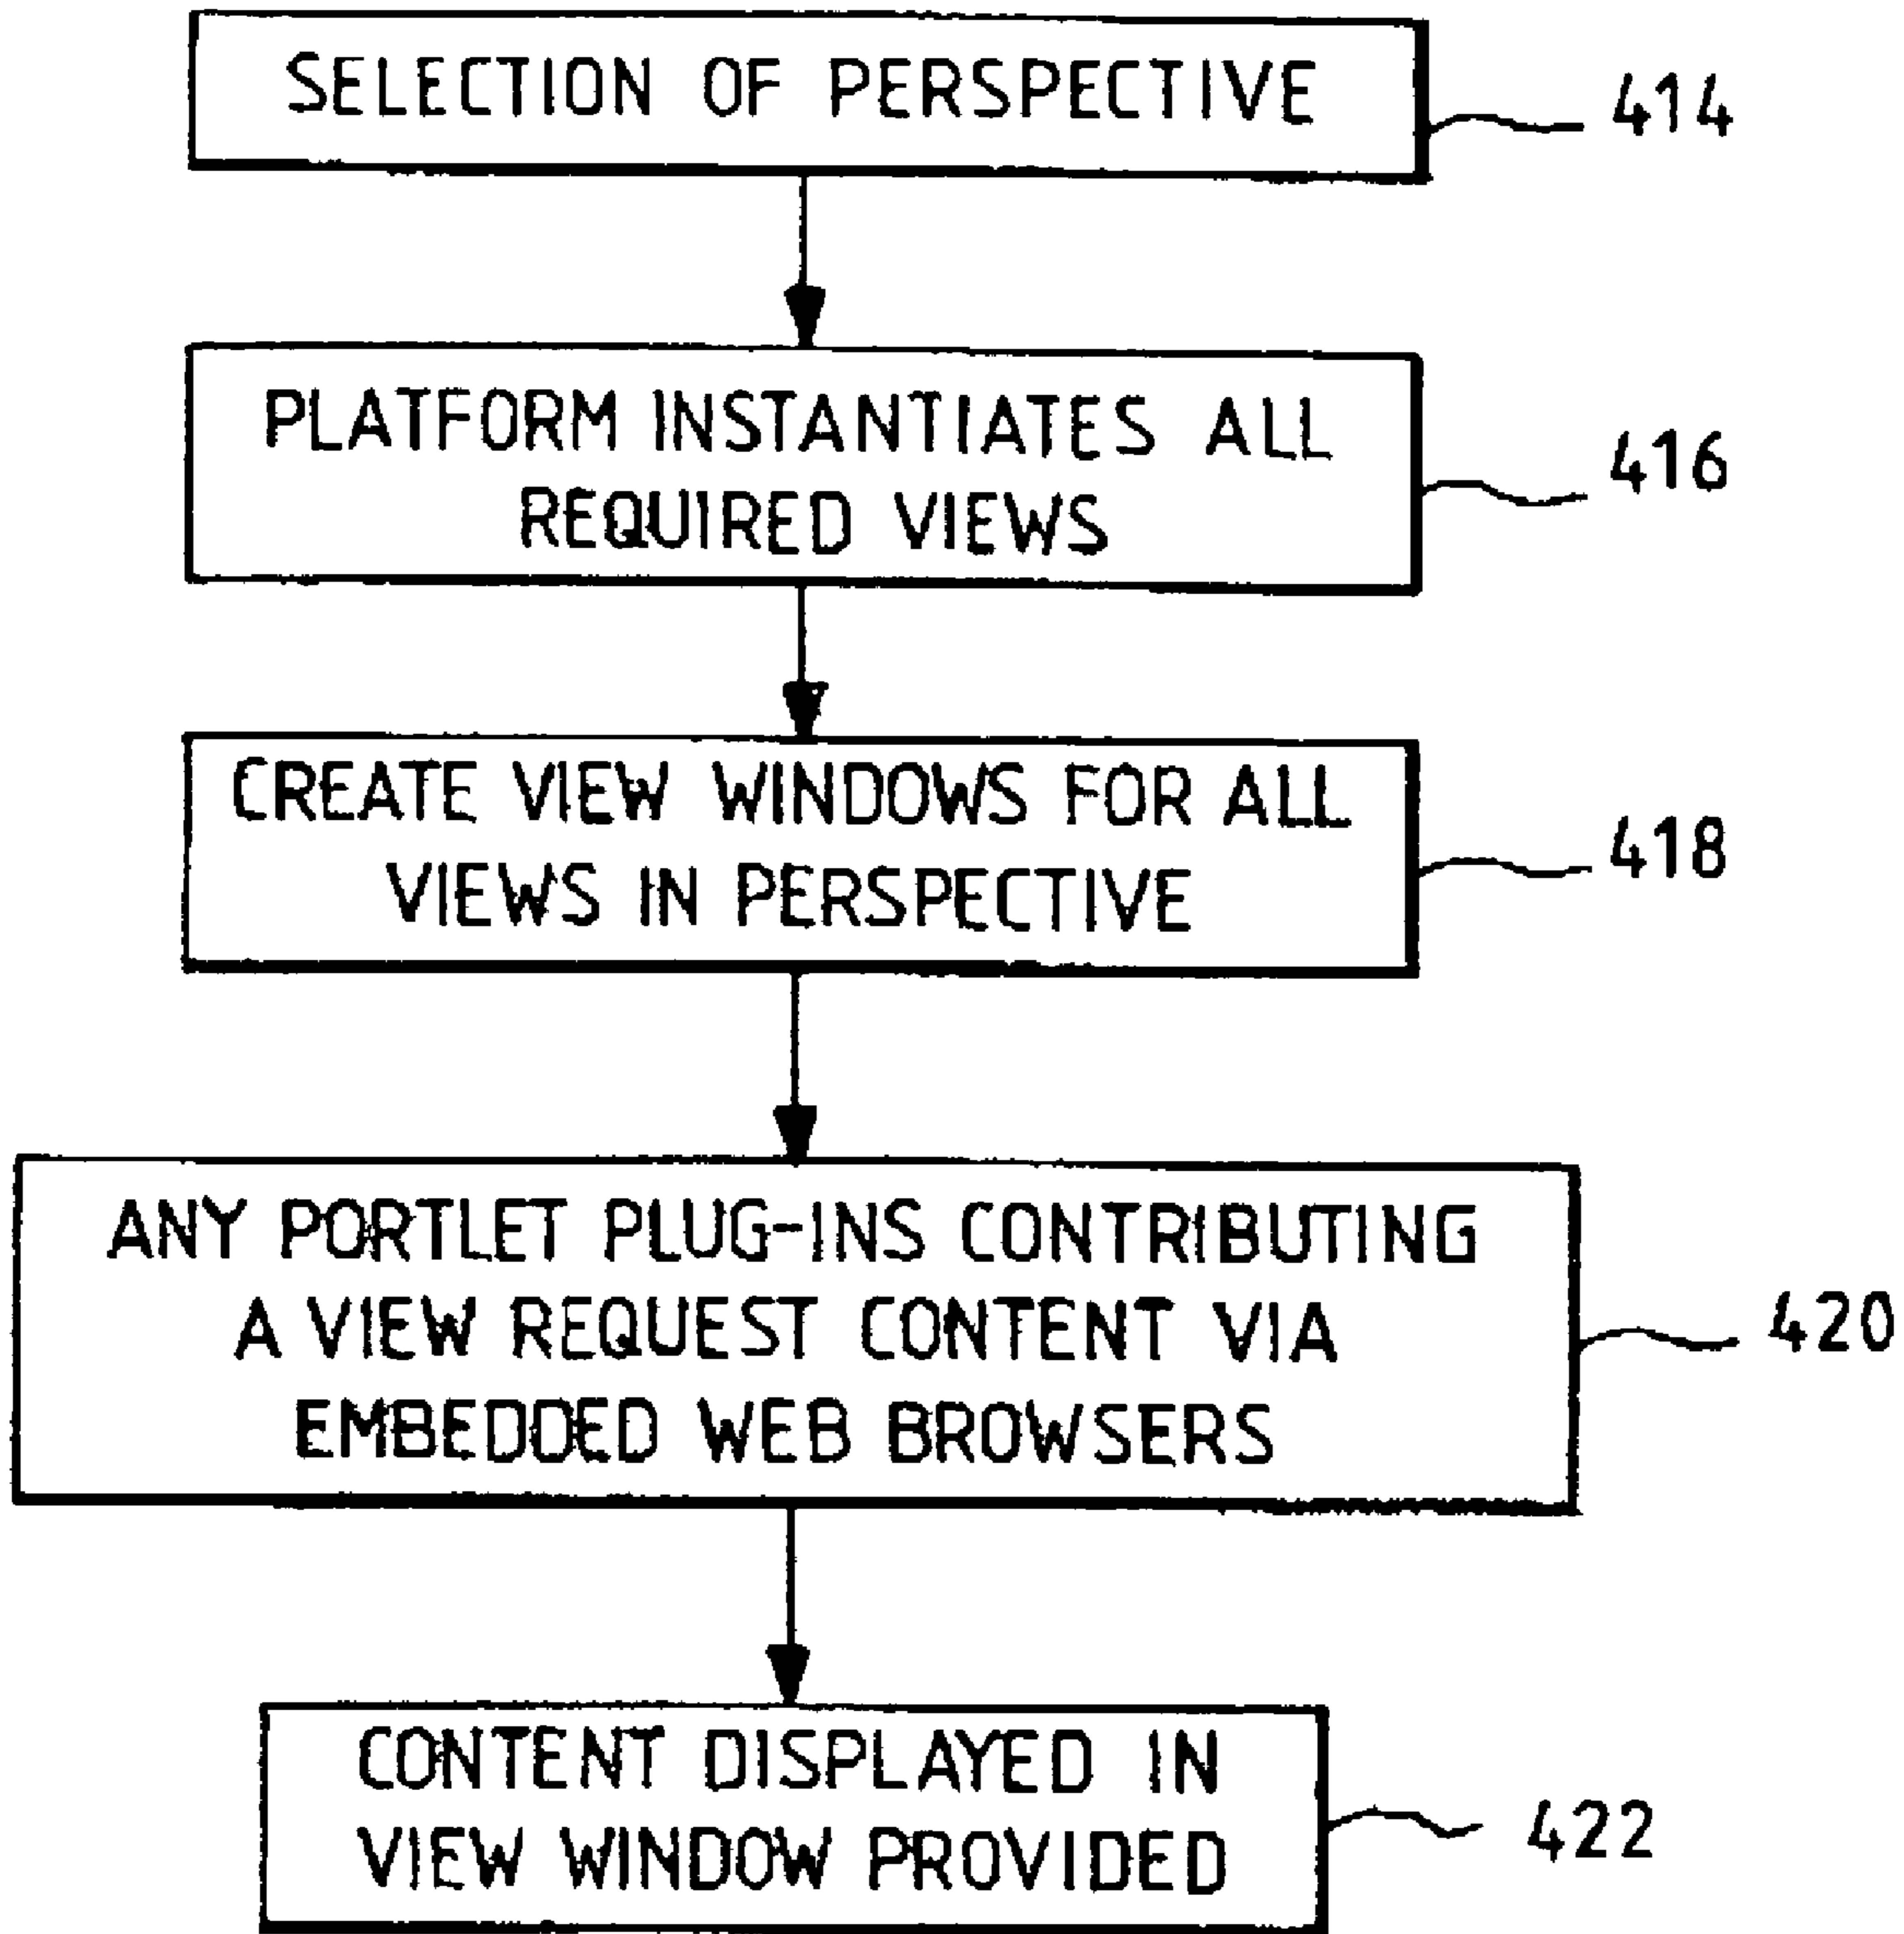 SELECTION OF PERSPECTIVE
414
PLATFORM INSTANTIATES ALL
REQUIRED VIEWS
416
CREATE VIEW WINDOWS FOR ALL
VIEWS IN PERSPECTIVE
418
ANY PORTLET PLUG-INS CONTRIBUTING
A VIEW REQUEST CONTENT VIA
EMBEDDED WEB BROWSERS
420
CONTENT DISPLAYED IN
VIEW WINDOW PROVIDED
422